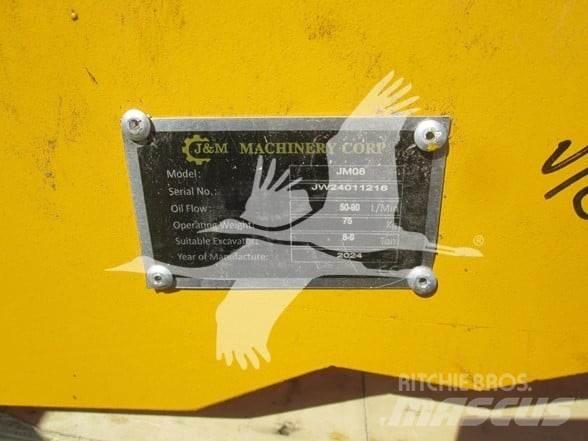 J&M MACHINERY CORP
Model: JM08
Serial No.: JW24011216
Oil Flow: 50-90 L/Min
Operating Weight: 75
Suitable Excavator: 6-9 Ton
Year of Manufacture: 2024
®
RITCHIE BROS.
MASCUS